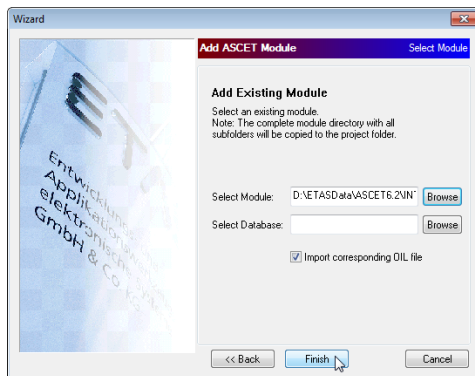 Wizard
Add ASCET Module
Select Module
Add Existing Module
Select an existing module.
Note: The complete module directory with all
subfolders will be copied to the project folder.
Select Module:
D:\ETASData\ASCET6.2\IN
Browse
Select Database:
Browse
Import corresponding OIL file
<< Back
Finish
Cancel
ET
Entwicklungs
Applikations
elektronische
GmbH & Co KG